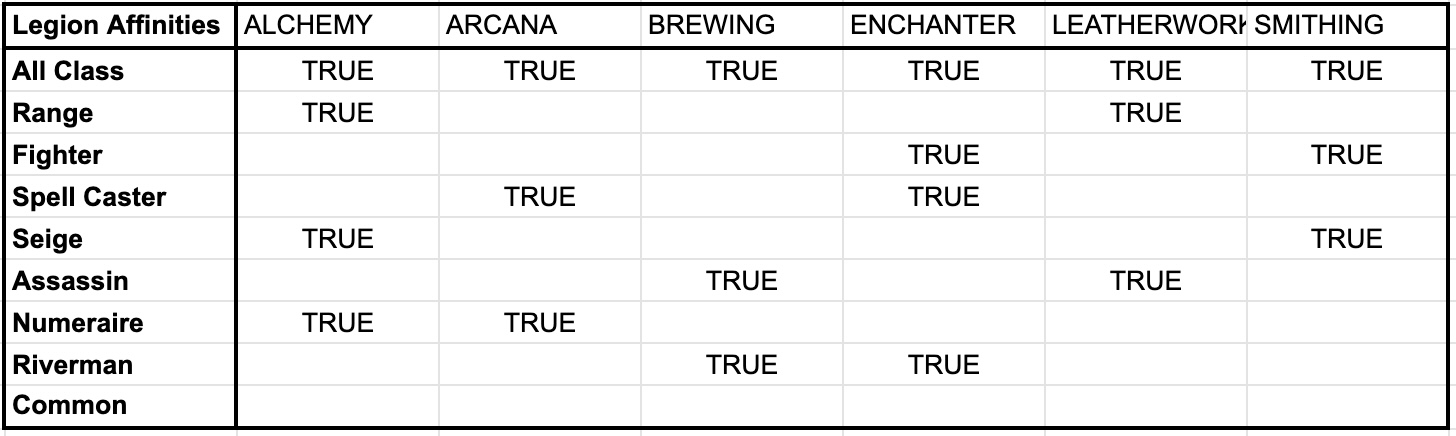 Legion Affinities ALCHEMY ARCANA BREWING ENCHANTER LEATHERWORK SMITHING
All Class TRUE TRUE TRUE TRUE TRUE TRUE
Range TRUE TRUE
Fighter TRUE TRUE
Spell Caster TRUE TRUE
Seige TRUE TRUE
Assassin TRUE TRUE
Numeraire TRUE TRUE
Riverman TRUE TRUE
Common